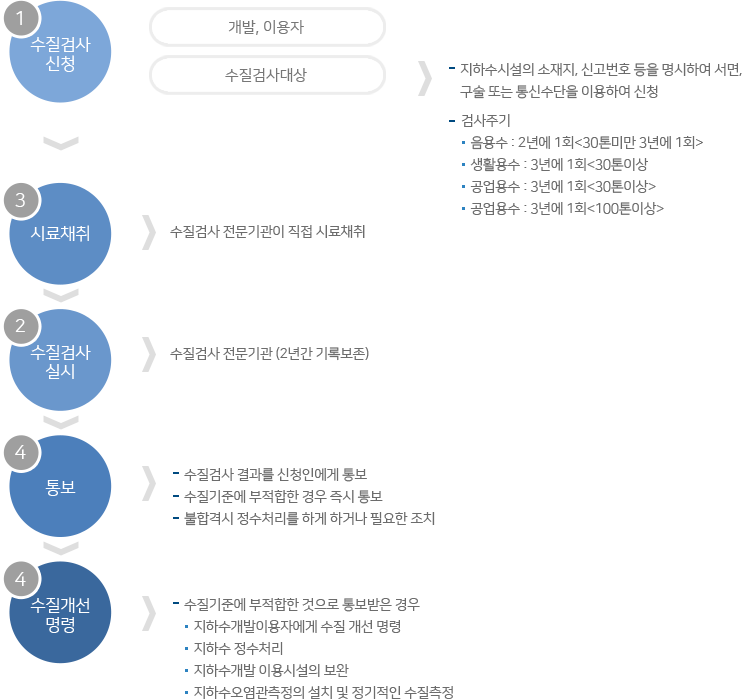 1
수질검사
신청
개발, 이용자
수질검사대상
- 지하수시설의 소재지, 신고번호 등을 명시하여 서면,
구술 또는 통신수단을 이용하여 신청
- 검사주기
· 음용수 : 2년에 1회<30톤미만 3년에 1회>
· 생활용수 : 3년에 1회<30톤이상
· 공업용수 : 3년에 1회<30톤이상>
· 공업용수 : 3년에 1회<100톤이상>
3
시료채취
수질검사 전문기관이 직접 시료채취
2
수질검사
실시
수질검사 전문기관 (2년간 기록보존)
4
통보
- 수질검사 결과를 신청인에게 통보
- 수질기준에 부적합한 경우 즉시 통보
- 불합격시 정수처리를 하게 하거나 필요한 조치
4
수질개선
명령
- 수질기준에 부적합한 것으로 통보받은 경우
· 지하수개발이용자에게 수질 개선 명령
· 지하수 정수처리
· 지하수개발 이용시설의 보완
· 지하수오염관측정의 설치 및 정기적인 수질측정